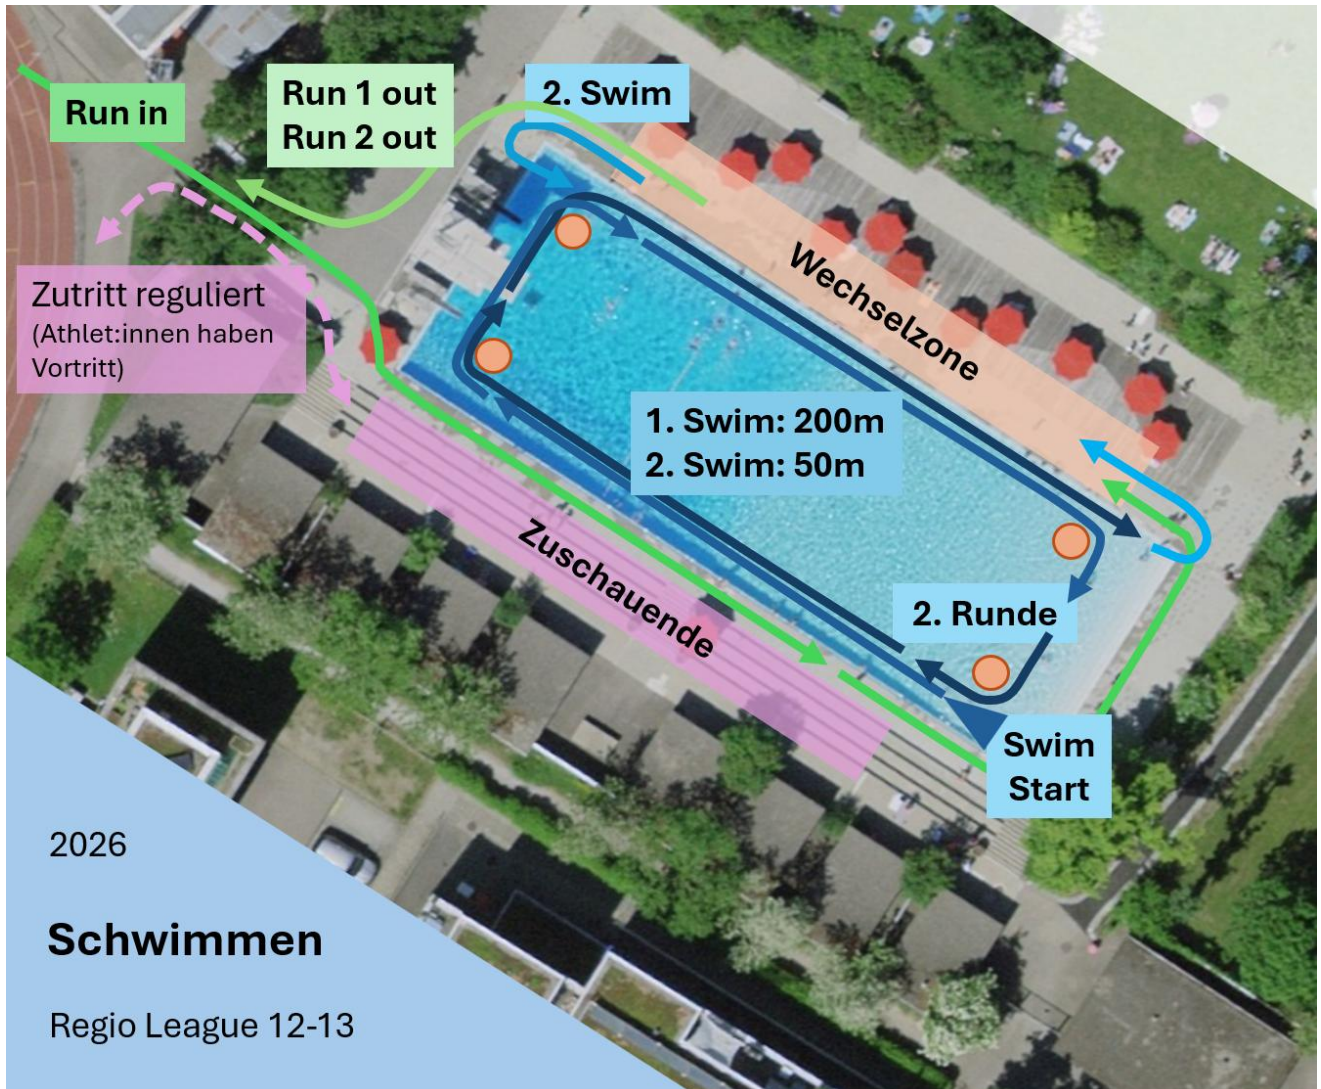 Run in
Run 1 out
Run 2 out
2. Swim
Zutritt reguliert
(Athlet:innen haben
Vortritt)
Wechselzone
1. Swim: 200m
2. Swim: 50m
Zuschauende
2. Runde
Swim
Start
2026
Schwimmen
Regio League 12-13